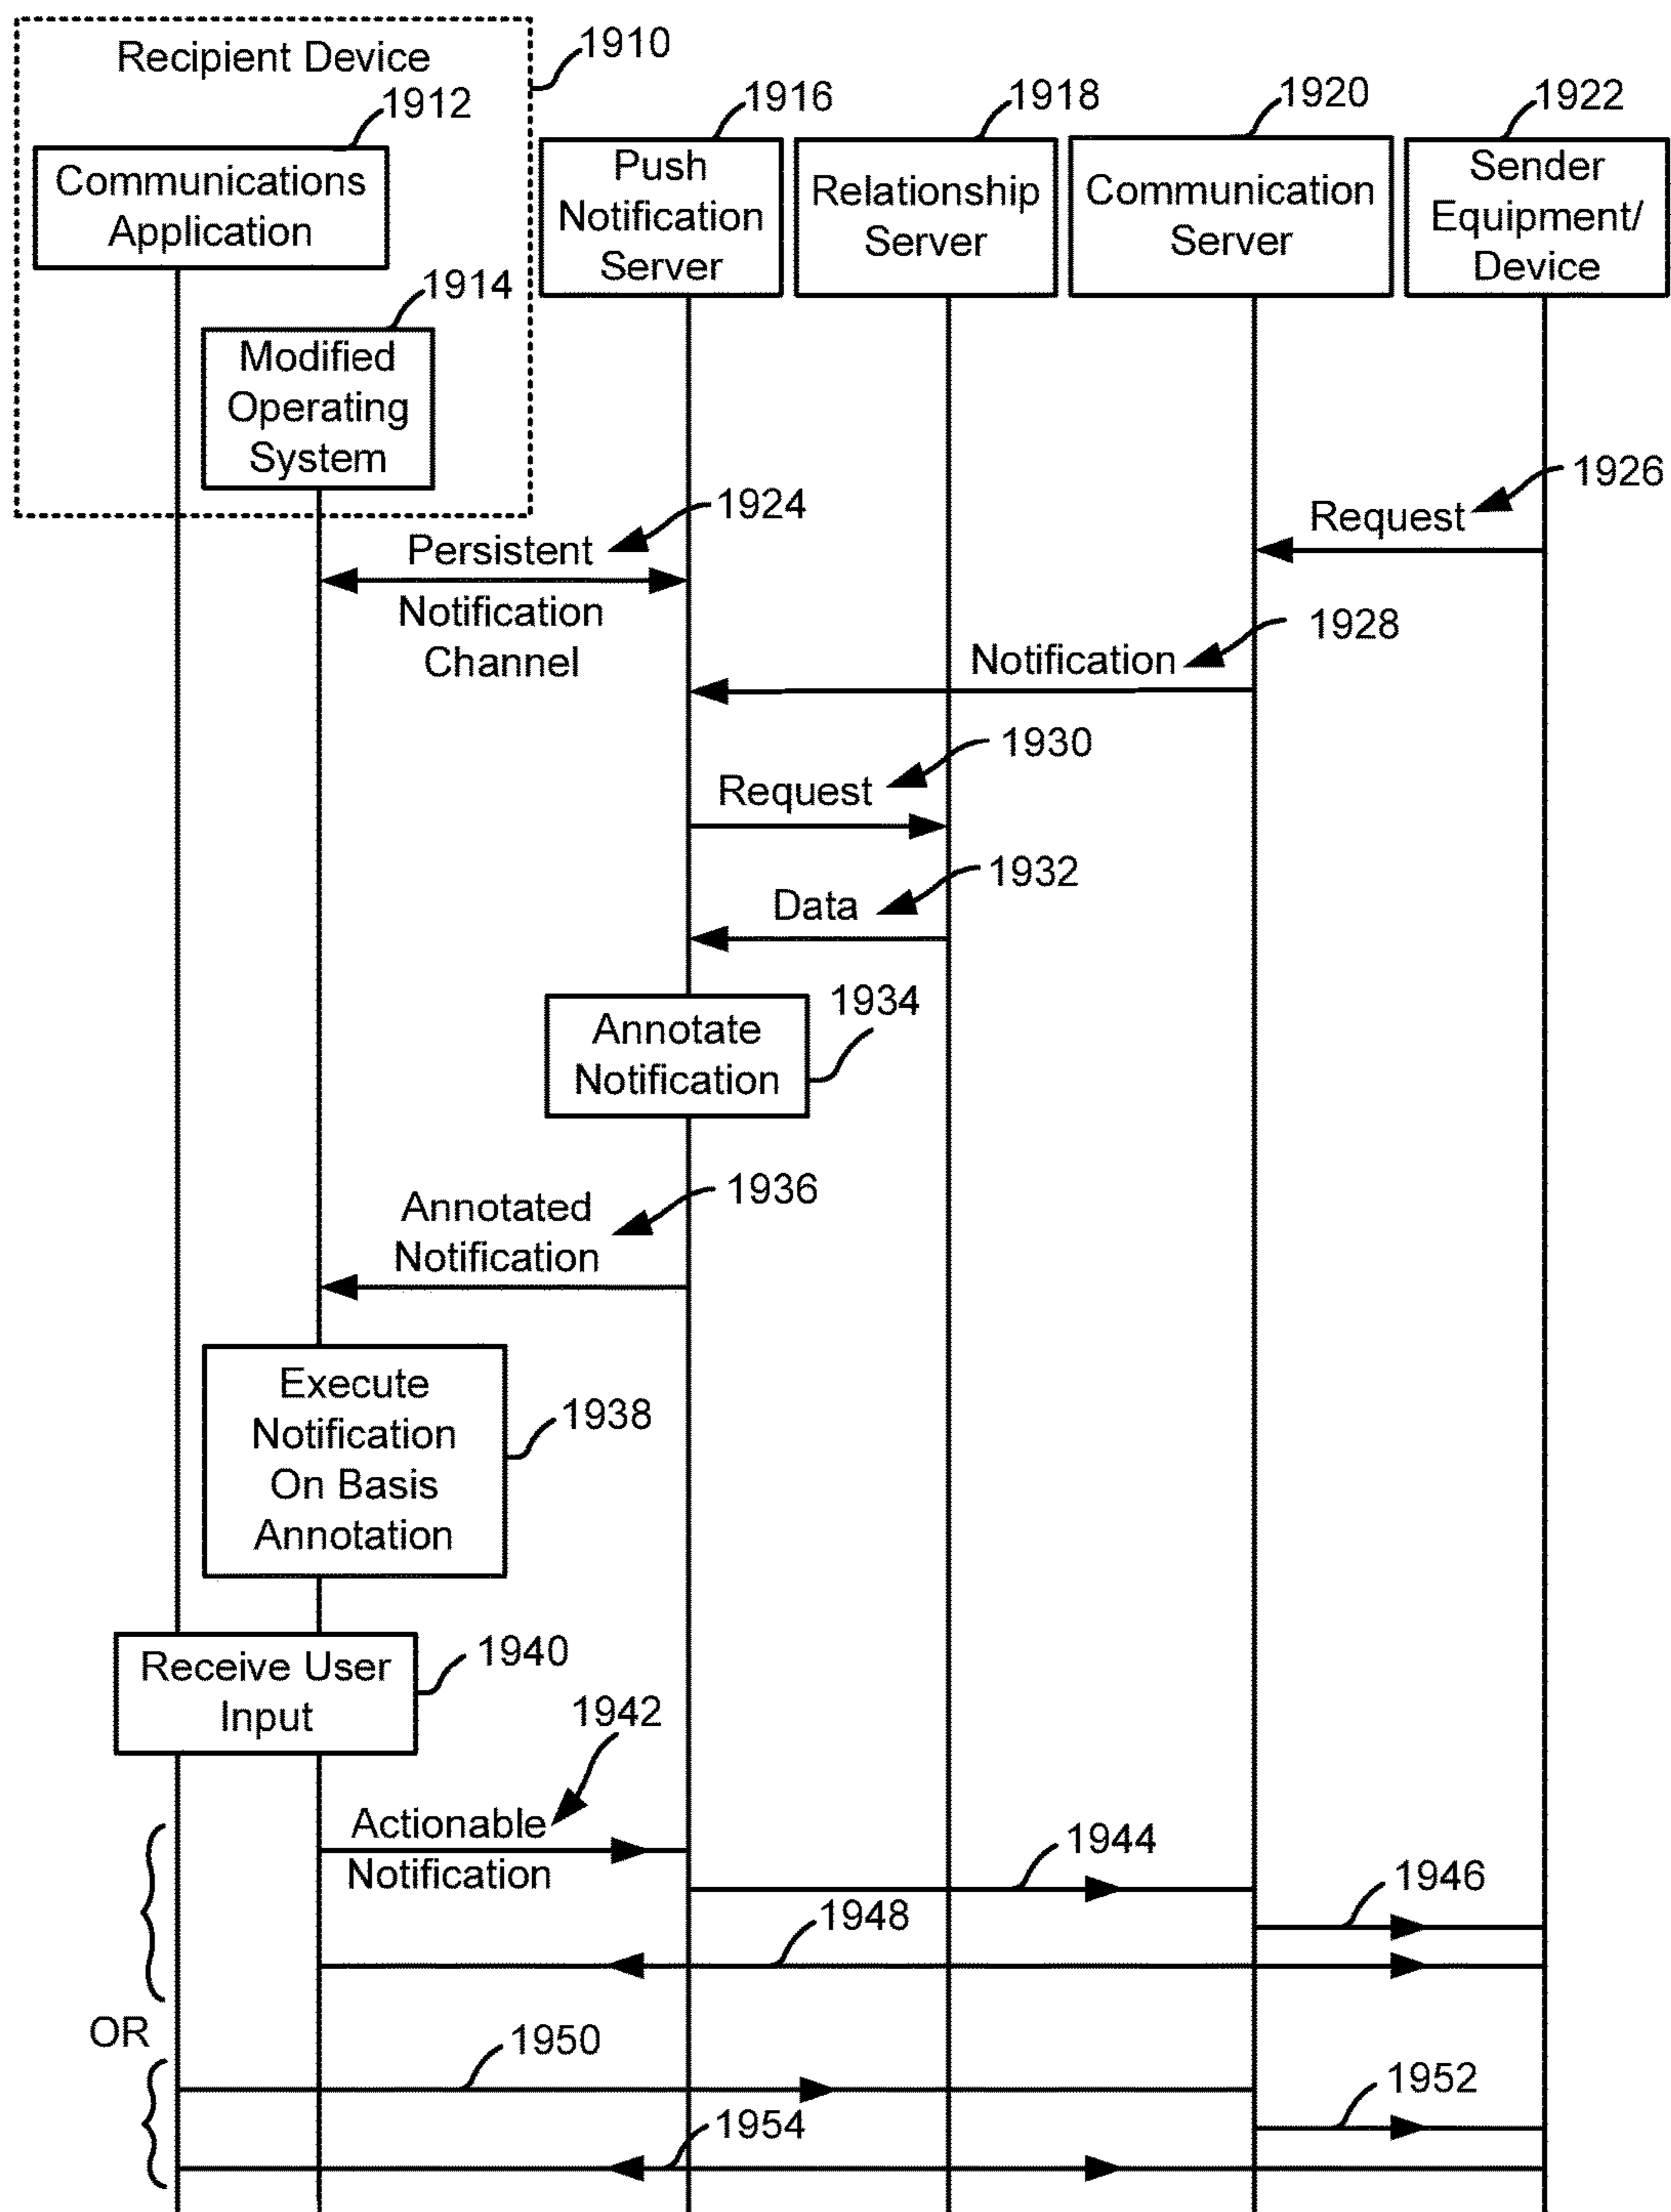 Recipient Device
1910
1912
1916
1918
1920
1922
Communications
Application
Push
Notification
Server
Relationship
Server
Communication
Server
Sender
Equipment/
Device
1914
Modified
Operating
System
1924
1926
Request
Persistent
Notification
Channel
1928
Notification
1930
Request
1932
Data
1934
Annotate
Notification
1936
Annotated
Notification
1938
Execute
Notification
On Basis
Annotation
1940
Receive User
Input
1942
Actionable
Notification
1944
1946
1948
OR
1950
1952
1954